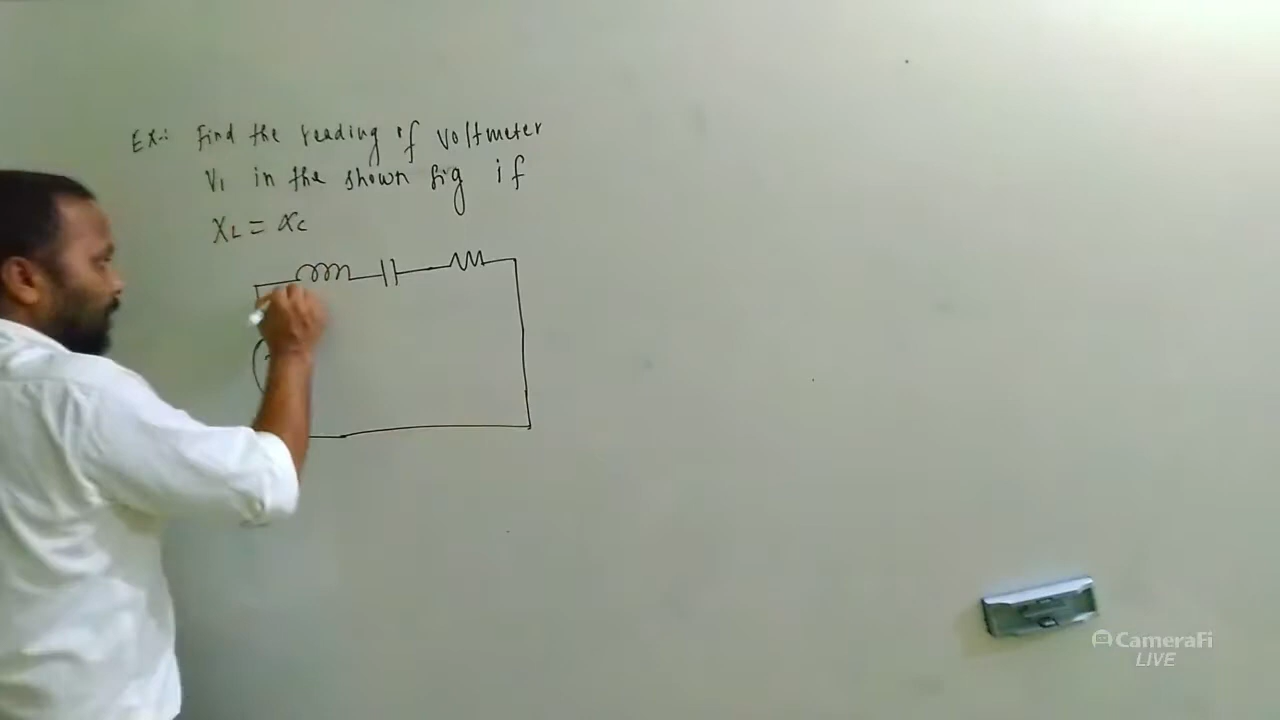 Ex:- Find the reading of voltmeter
V1 in the shown fig if
XL = XC
CameraFi
LIVE